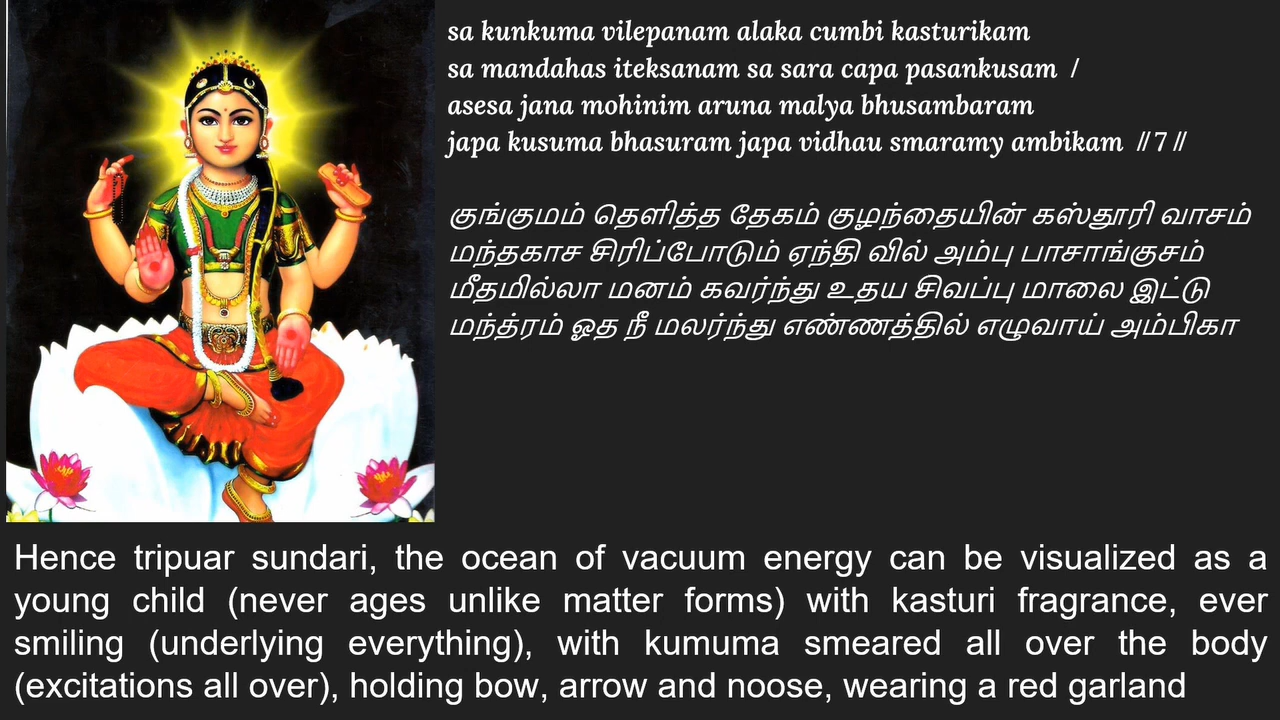 sa kunkuma vilepanam alaka cumbi kasturikam
sa mandahas iteksanam sa sara capa pasankusam /
asesa jana mohinim aruna malya bhusambaram
japa kusuma bhasuram japa vidhau smaramy ambikam // 7 //
குங்குமம் தெளித்த தேகம் குழந்தையின் கஸ்தூரி வாசம்
மந்தகாச சிரிப்போடும் ஏந்தி வில் அம்பு பாசாங்குசம்
மீதமில்லா மனம் கவர்ந்து உதய சிவப்பு மாலை இட்டு
மந்த்ரம் ஓத நீ மலர்ந்து எண்ணத்தில் எழுவாய் அம்பிகா
Hence tripuar sundari, the ocean of vacuum energy can be visualized as a
young child (never ages unlike matter forms) with kasturi fragrance, ever
smiling (underlying everything), with kumuma smeared all over the body
(excitations all over), holding bow, arrow and noose, wearing a red garland